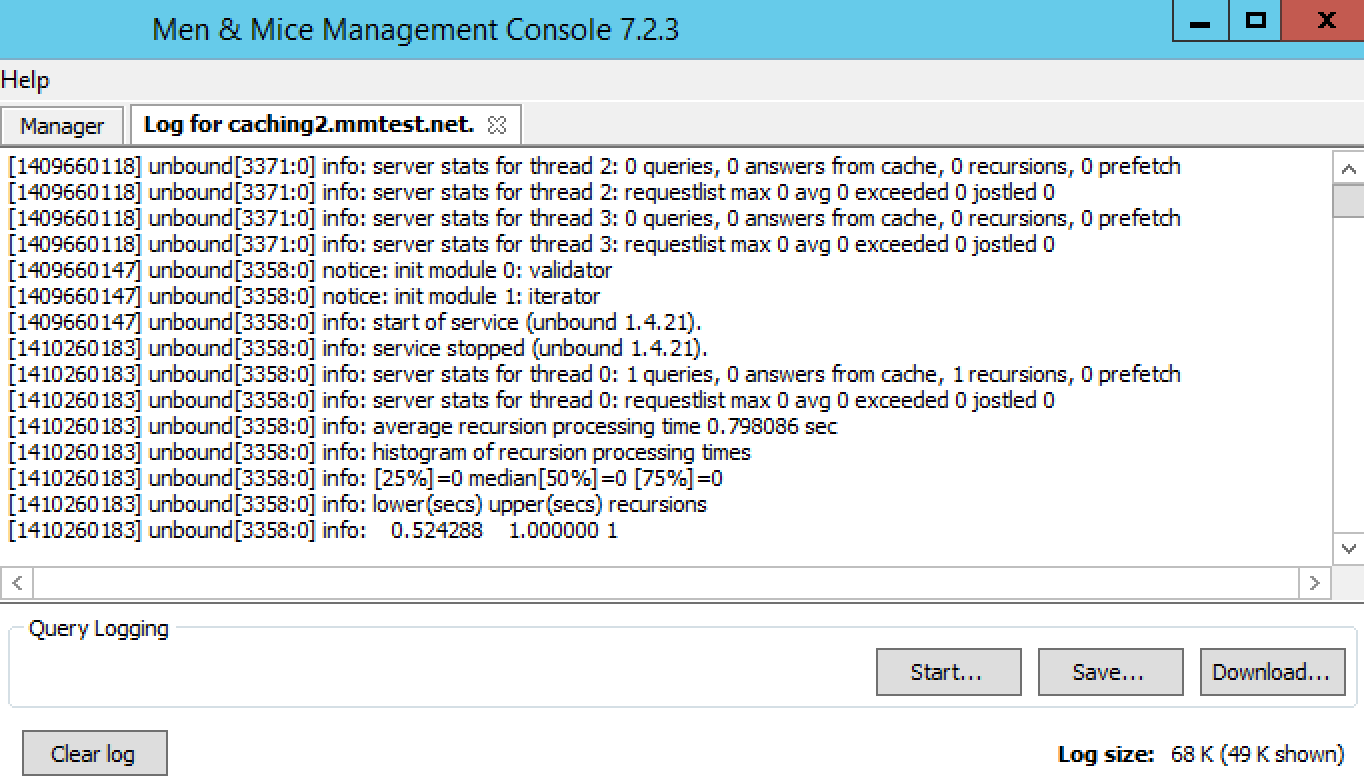 Men & Mice Management Console 7.2.3
Help
Manager
Log for caching2.mmtest.net.
[1409660118] unbound[3371:0] info: server stats for thread 2: 0 queries, 0 answers from cache, 0 recursions, 0 prefetch
[1409660118] unbound[3371:0] info: server stats for thread 2: requestlist max 0 avg 0 exceeded 0 jostled 0
[1409660118] unbound[3371:0] info: server stats for thread 3: 0 queries, 0 answers from cache, 0 recursions, 0 prefetch
[1409660118] unbound[3371:0] info: server stats for thread 3: requestlist max 0 avg 0 exceeded 0 jostled 0
[1409660147] unbound[3358:0] notice: init module 0: validator
[1409660147] unbound[3358:0] notice: init module 1: iterator
[1409660147] unbound[3358:0] info: start of service (unbound 1.4.21).
[1410260183] unbound[3358:0] info: service stopped (unbound 1.4.21).
[1410260183] unbound[3358:0] info: server stats for thread 0: 1 queries, 0 answers from cache, 1 recursions, 0 prefetch
[1410260183] unbound[3358:0] info: server stats for thread 0: requestlist max 0 avg 0 exceeded 0 jostled 0
[1410260183] unbound[3358:0] info: average recursion processing time 0.798086 sec
[1410260183] unbound[3358:0] info: histogram of recursion processing times
[1410260183] unbound[3358:0] info: [25%]=0 median[50%]=0 [75%]=0
[1410260183] unbound[3358:0] info: lower(secs) upper(secs) recursions
[1410260183] unbound[3358:0] info:    0.524288    1.000000 1
Query Logging
Start...
Save...
Download...
Clear log
Log size: 68 K (49 K shown)